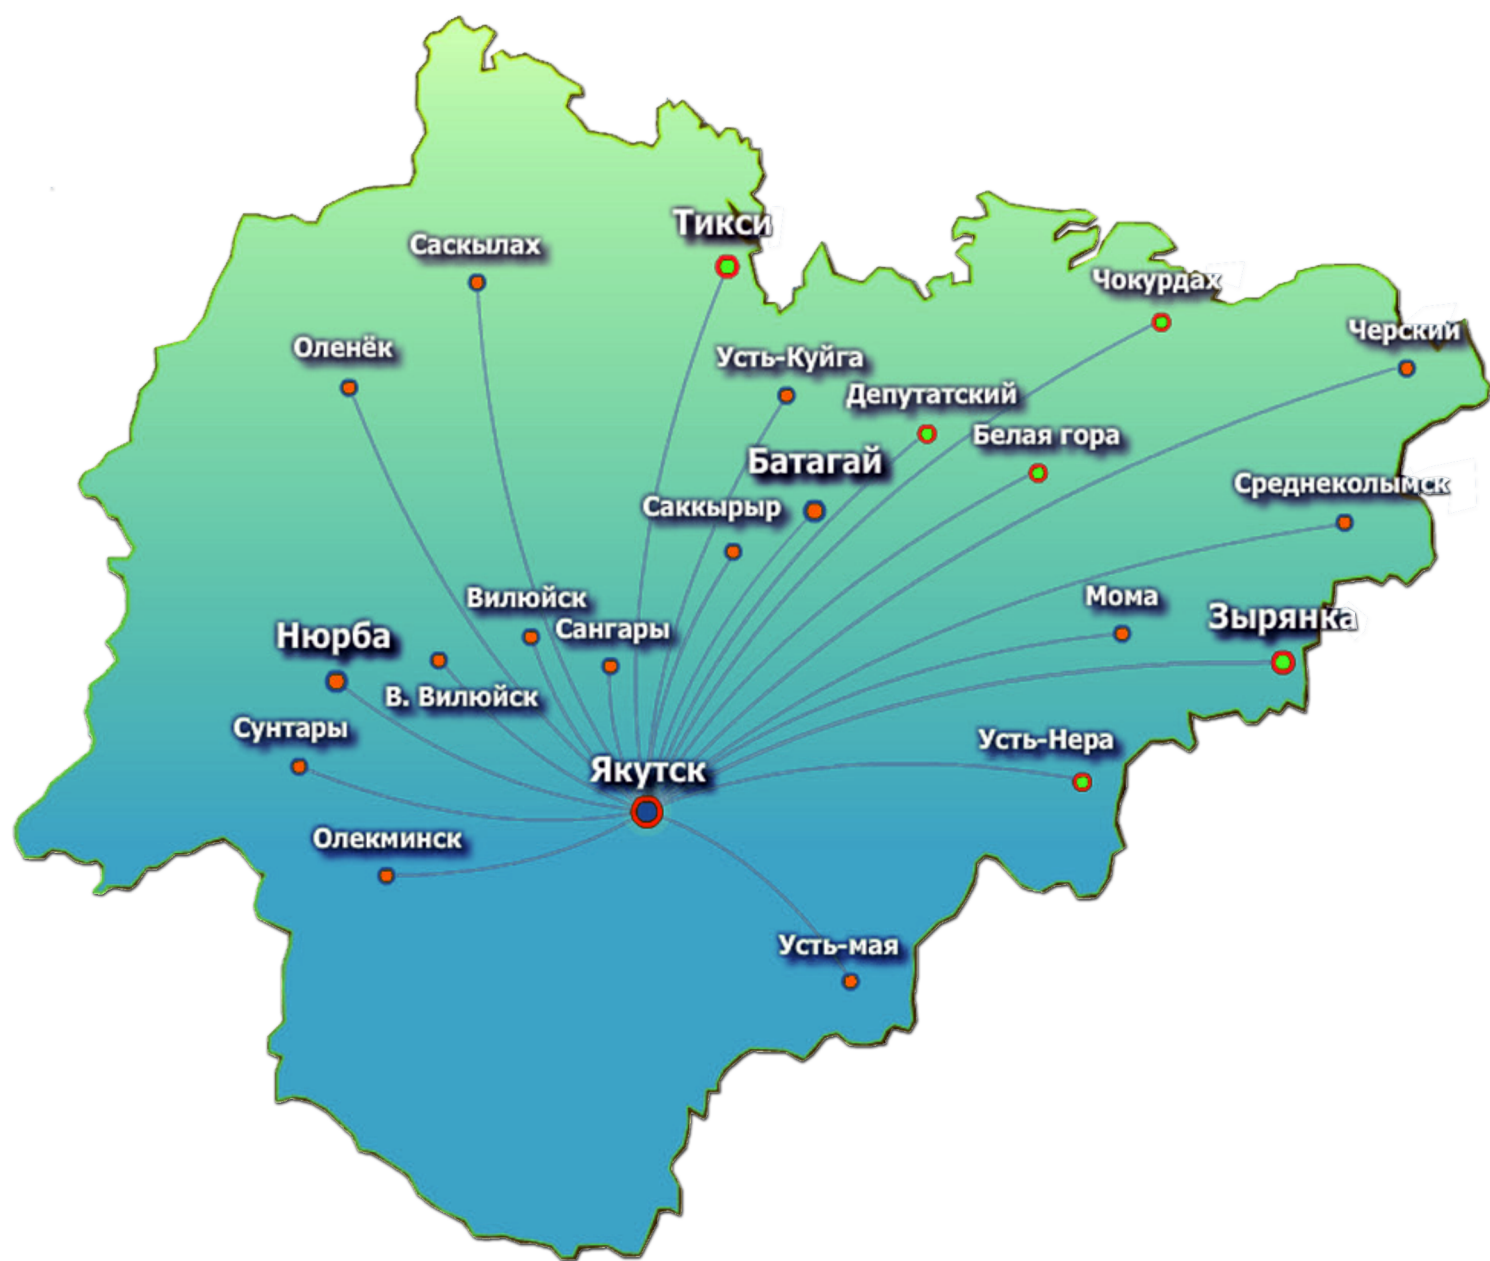 Тикси
Саскылах
Чокурдах
Черский
Оленёк
Усть-Куйга
Депутатский
Белая гора
Батагай
Среднеколымск
Саккырыр
Вилюйск
Мома
Зырянка
Сангары
Нюрба
В. Вилюйск
Сунтары
Усть-Нера
Якутск
Олекминск
Усть-мая